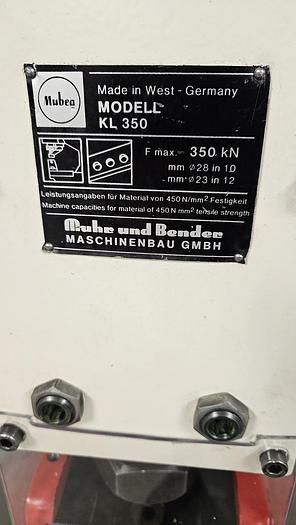 Mubea
Made in West - Germany
MODELL
KL 350
F max. 350 kN
mm ⌀28 in 10
mm ⌀23 in 12
Leistungsangaben für Material von 450 N/mm² Festigkeit
Machine capacities for material of 450 N mm² tensile strength
Muhr und Bender
MASCHINENBAU GMBH